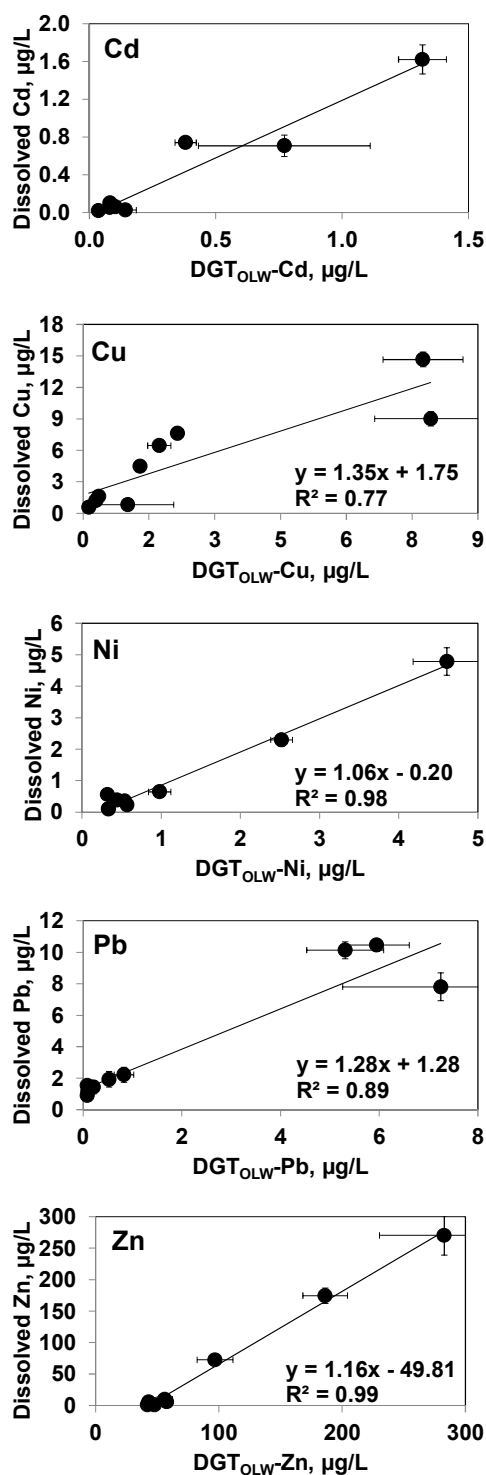 Cd
Dissolved Cd, µg/L
2.0
1.6
1.2
0.8
0.4
0.0
0.0 0.5 1.0 1.5
DGTOLW-Cd, µg/L
Cu
Dissolved Cu, µg/L
18
15
12
9
6
3
0
0 2 3 5 6 8 9
y = 1.35x + 1.75
R² = 0.77
DGTOLW-Cu, µg/L
Ni
Dissolved Ni, µg/L
6
5
4
3
2
1
0
0 1 2 3 4 5
y = 1.06x - 0.20
R² = 0.98
DGTOLW-Ni, µg/L
Pb
Dissolved Pb, µg/L
12
10
8
6
4
2
0
0 2 4 6 8
y = 1.28x + 1.28
R² = 0.89
DGTOLW-Pb, µg/L
Zn
Dissolved Zn, µg/L
300
250
200
150
100
50
0
0 100 200 300
y = 1.16x - 49.81
R² = 0.99
DGTOLW-Zn, µg/L